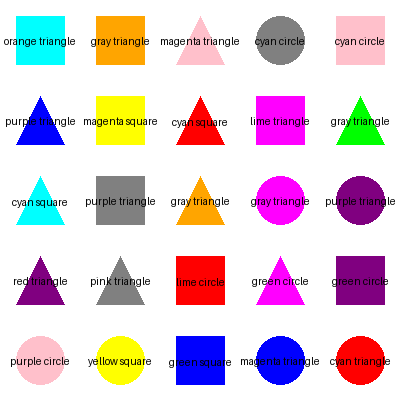 orange triangle gray triangle magenta triangle cyan circle cyan circle
purple triangle magenta square cyan square lime triangle gray triangle
cyan square purple triangle gray triangle gray triangle purple triangle
red triangle pink triangle lime circle green circle green circle
purple circle yellow square green square magenta triangle cyan triangle